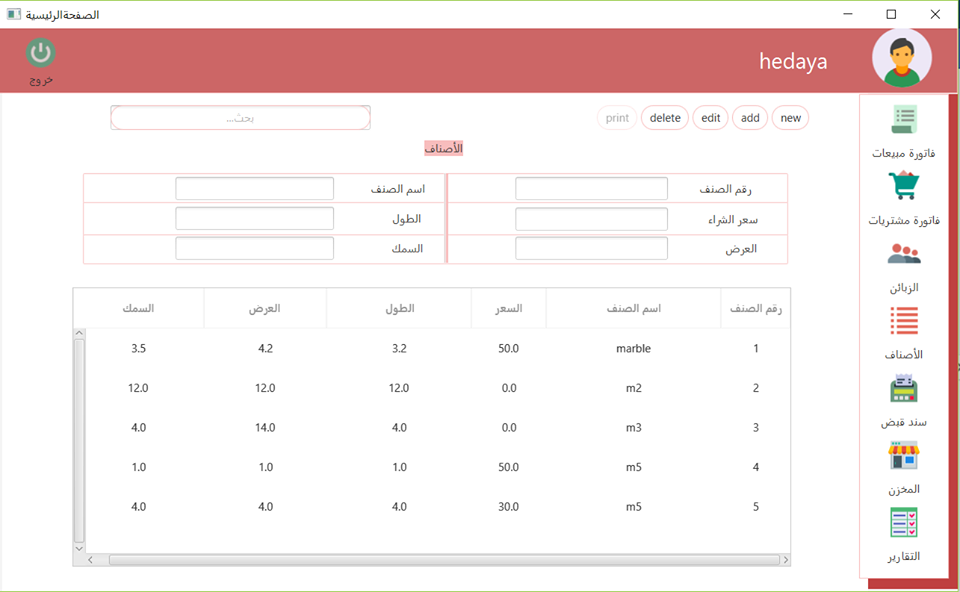 الصفحةالرئيسية
hedaya
خروج
بحث...
print delete edit add new
الأصناف
رقم الصنف
اسم الصنف
سعر الشراء
الطول
العرض
السمك
رقم الصنف اسم الصنف السعر الطول العرض السمك
1 marble 50.0 3.2 4.2 3.5
2 m2 0.0 12.0 12.0 12.0
3 m3 0.0 4.0 14.0 4.0
4 m5 50.0 1.0 1.0 1.0
5 m5 30.0 4.0 4.0 4.0
فاتورة مبيعات
فاتورة مشتريات
الزبائن
الأصناف
سند قبض
المخزن
التقارير